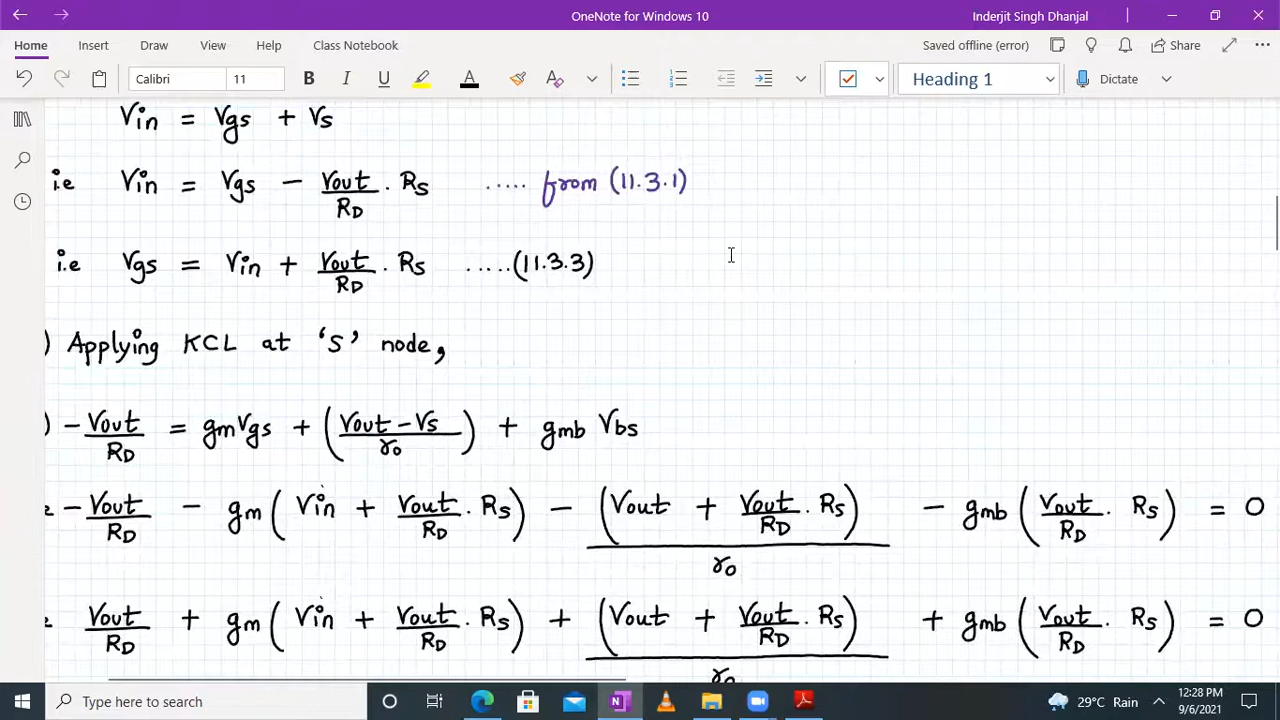 OneNote for Windows 10
Inderjit Singh Dhanjal
Home Insert Draw View Help Class Notebook
Saved offline (error) Share
Calibri 11 B I U A Heading 1 Dictate
Vin = Vgs + Vs
i.e Vin = Vgs - Vout/RD . Rs ..... from (11.3.1)
i.e Vgs = Vin + Vout/RD . Rs .....(11.3.3)
) Applying KCL at 'S' node,
) -Vout/RD = gmVgs + (Vout-Vs/ro) + gmb Vbs
-Vout/RD - gm(Vin + Vout/RD . Rs) - (Vout + Vout/RD . Rs)/ro - gmb(Vout/RD . Rs) = 0
Vout/RD + gm(Vin + Vout/RD . Rs) + (Vout + Vout/RD . Rs)/ro + gmb(Vout/RD . Rs) = 0
Type here to search
29°C Rain
12:28 PM
9/6/2021